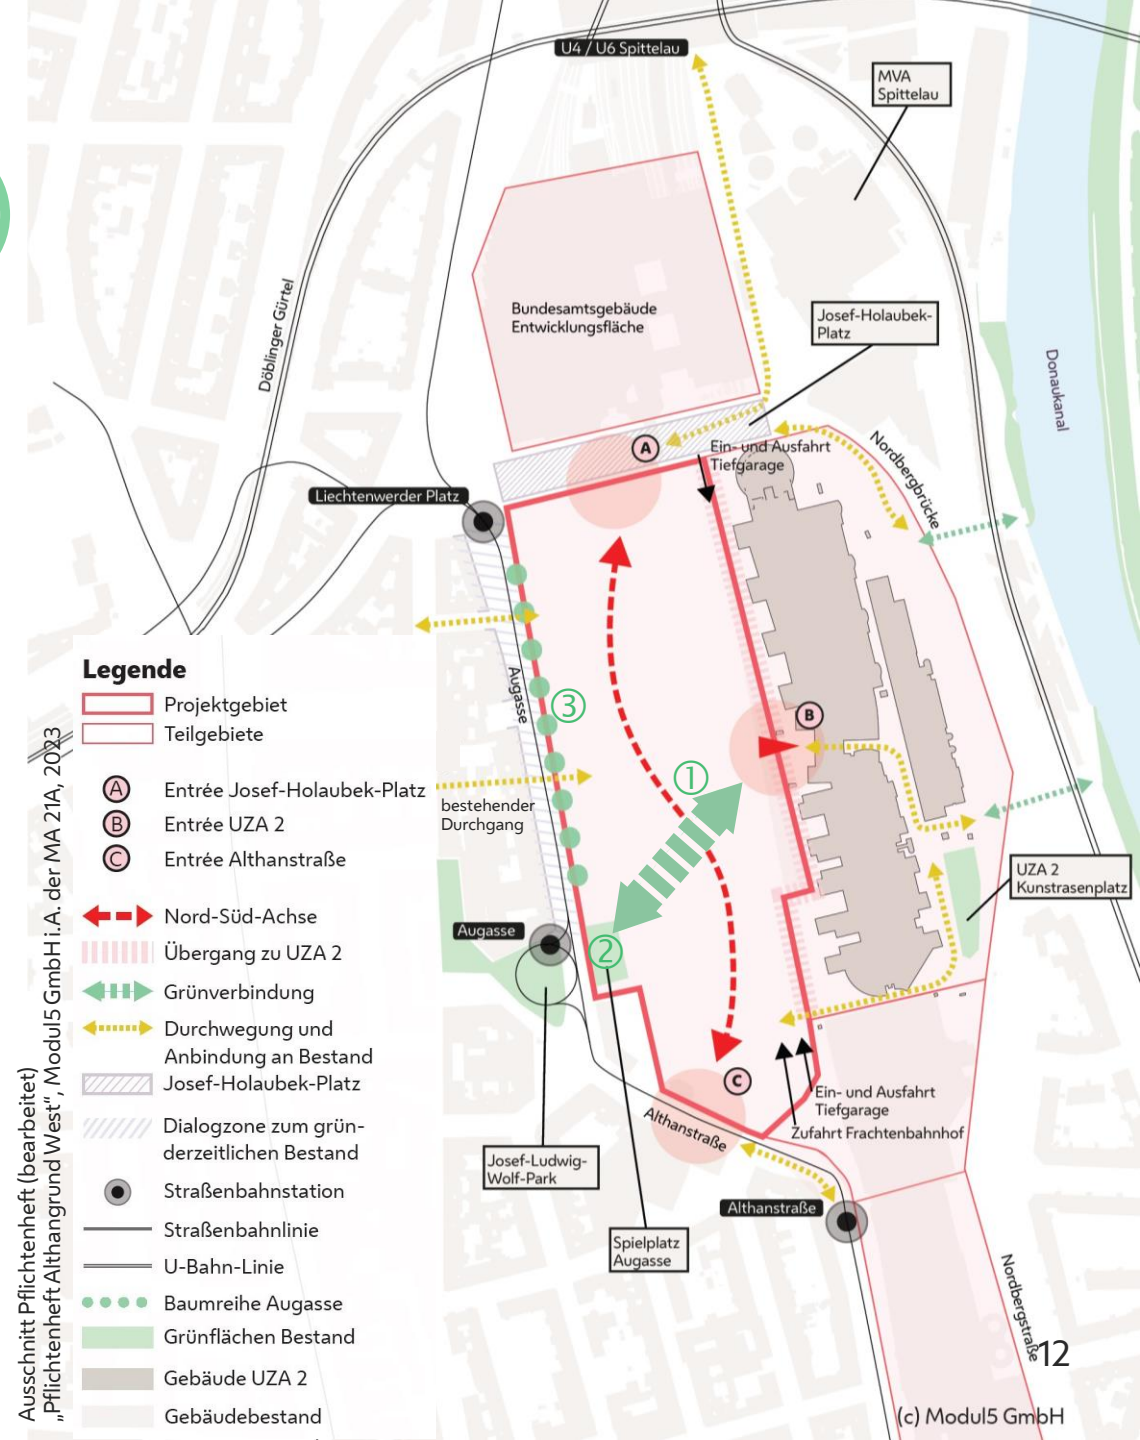 U4 / U6 Spittelau
MVA
Spittelau
Döblinger Gürtel
Bundesamtsgebäude
Entwicklungsfläche
Josef-Holaubek-
Platz
Donaukanal
A
Ein- und Ausfahrt
Tiefgarage
Nordbergbrücke
Liechtenwerder Platz
Augasse
③
B
①
bestehender
Durchgang
UZA 2
Kunstrasenplatz
Augasse
②
C
Ein- und Ausfahrt
Tiefgarage
Zufahrt Frachtenbahnhof
Althanstraße
Josef-Ludwig-
Wolf-Park
Althanstraße
Spielplatz
Augasse
Nordbergstraße
Legende
Projektgebiet
Teilgebiete
A Entrée Josef-Holaubek-Platz
B Entrée UZA 2
C Entrée Althanstraße
Nord-Süd-Achse
Übergang zu UZA 2
Grünverbindung
Durchwegung und
Anbindung an Bestand
Josef-Holaubek-Platz
Dialogzone zum grün-
derzeitlichen Bestand
Straßenbahnstation
Straßenbahnlinie
U-Bahn-Linie
Baumreihe Augasse
Grünflächen Bestand
Gebäude UZA 2
Gebäudebestand
Ausschnitt Pflichtenheft (bearbeitet)
„Pflichtenheft Althangrund West“, Modul5 GmbH i.A. der MA 21A, 2023
12
(c) Modul5 GmbH